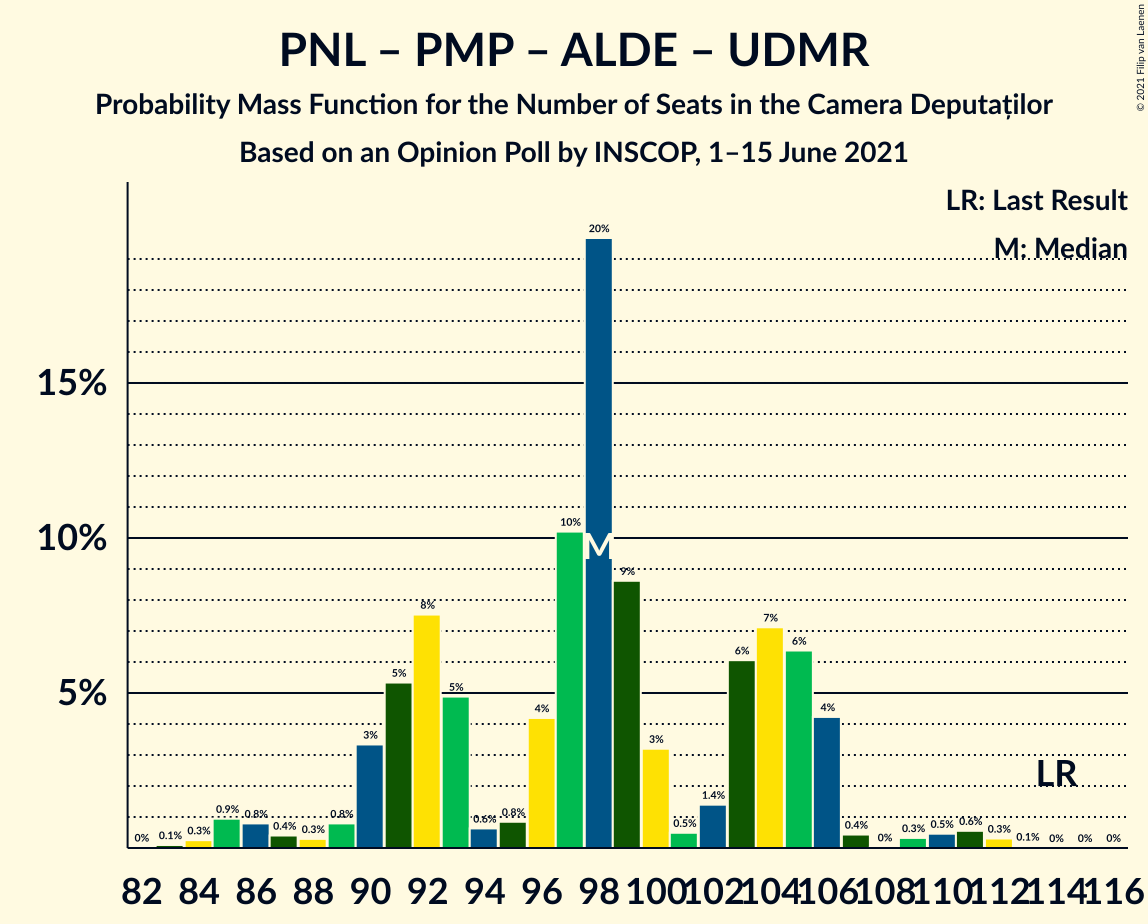 PNL – PMP – ALDE – UDMR
Probability Mass Function for the Number of Seats in the Camera Deputaților
Based on an Opinion Poll by INSCOP, 1–15 June 2021
© 2021 Filip van Laenen
LR: Last Result
M: Median
15%
10%
5%
0% 0.1% 0.3% 0.9% 0.8% 0.4% 0.3% 0.8% 3% 5% 8% 5% 0.6% 0.8% 4% 10% 20% 9% 3% 0.5% 1.4% 6% 7% 6% 4% 0.4% 0% 0.3% 0.5% 0.6% 0.3% 0.1% 0% 0% 0%
M
LR
82 84 86 88 90 92 94 96 98 100 102 104 106 108 110 112 114 116